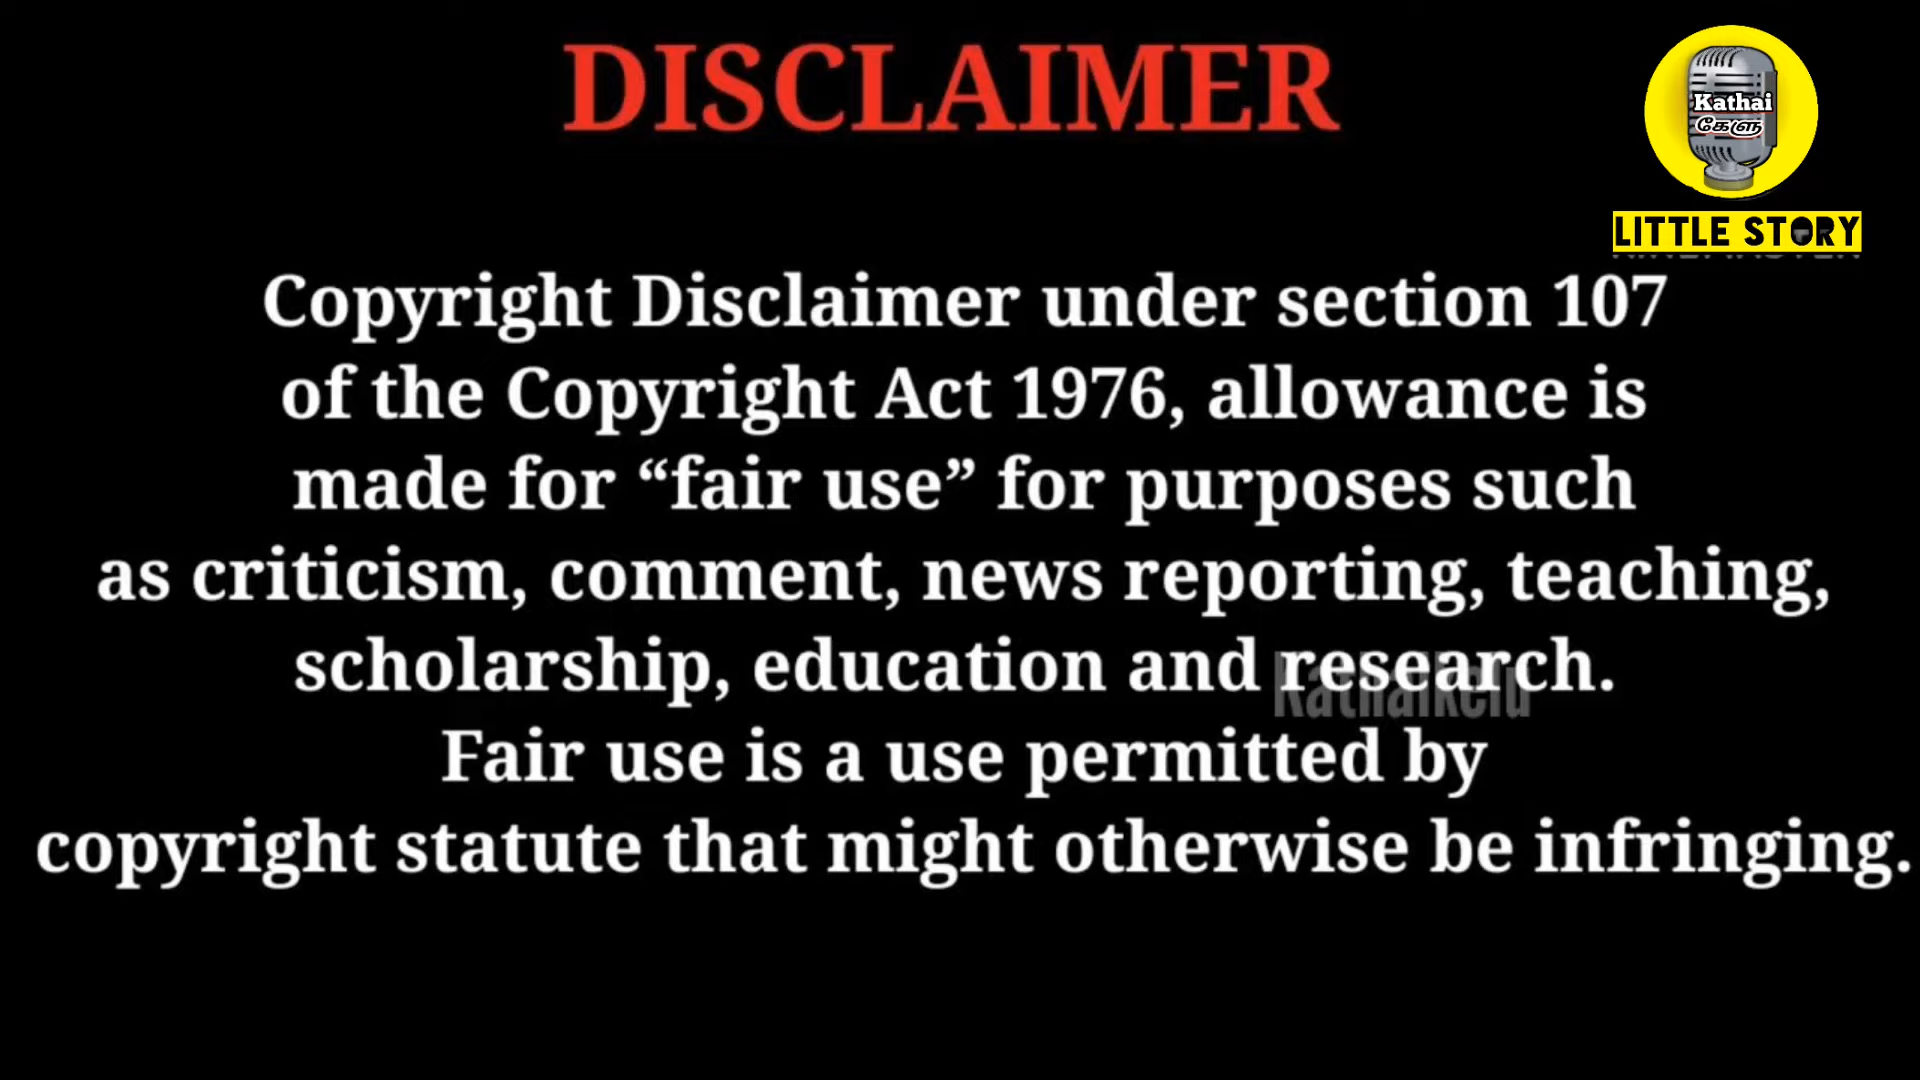 DISCLAIMER
Kathai
கேளு
LITTLE STORY
Copyright Disclaimer under section 107
of the Copyright Act 1976, allowance is
made for “fair use” for purposes such
as criticism, comment, news reporting, teaching,
scholarship, education and research.
Kathaikelu
Fair use is a use permitted by
copyright statute that might otherwise be infringing.